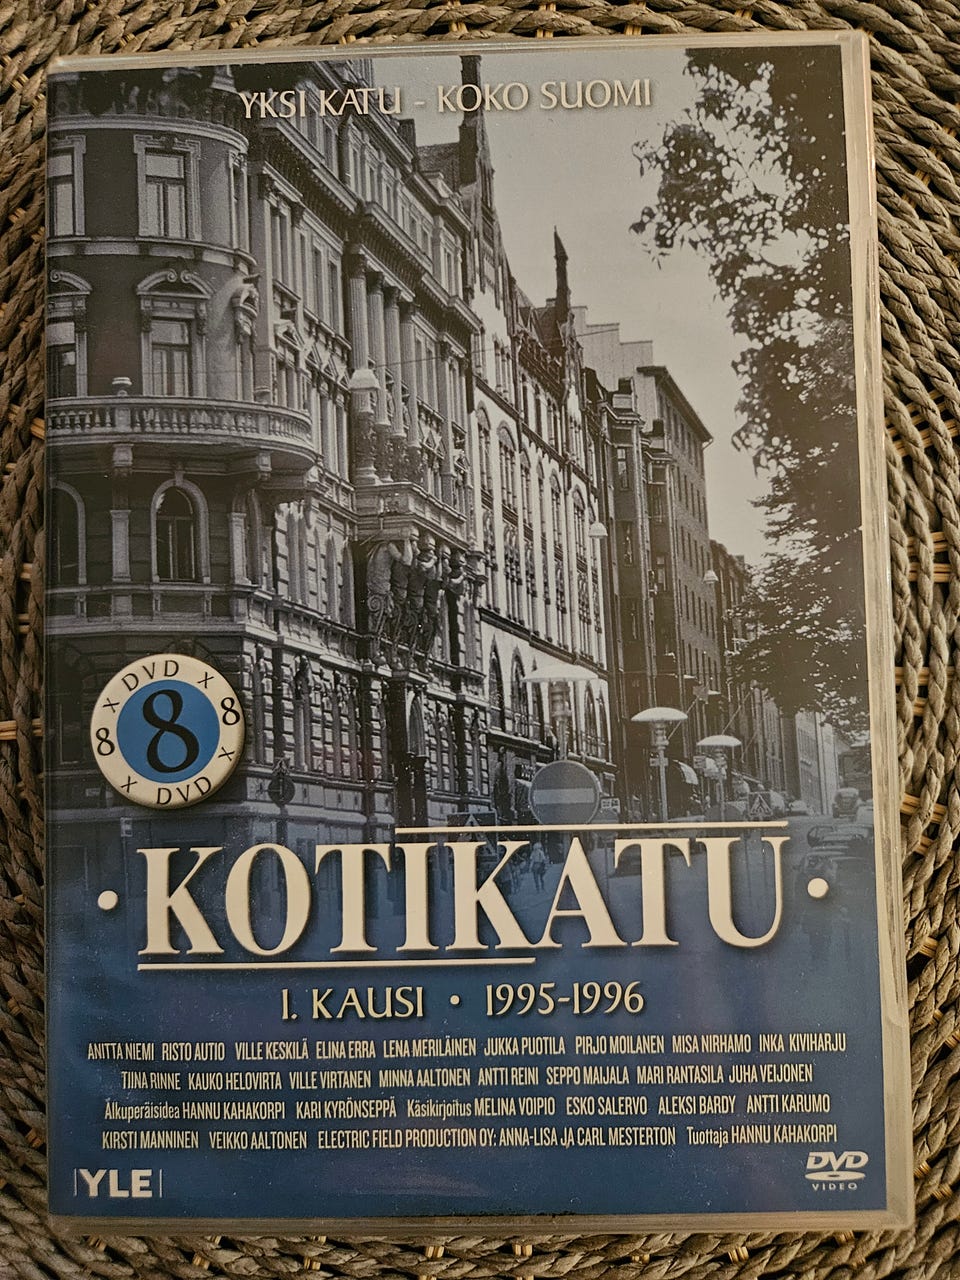 YKSI KATU - KOKO SUOMI
8 x DVD x 8 x DVD x
8
· KOTIKATU ·
1. KAUSI · 1995-1996
ANITTA NIEMI RISTO AUTIO VILLE KESKILÄ ELINA ERRA LENA MERILÄINEN JUKKA PUOTILA PIRJO MOILANEN MISA NIRHAMO INKA KIVIHARJU
TIINA RINNE KAUKO HELOVIRTA VILLE VIRTANEN MINNA AALTONEN ANTTI REINI SEPPO MAIJALA MARI RANTASILA JUHA VEIJONEN
Alkuperäisidea HANNU KAHAKORPI KARI KYRÖNSEPPÄ Käsikirjoitus MELINA VOIPIO ESKO SALERVO ALEKSI BARDY ANTTI KARUMO
KIRSTI MANNINEN VEIKKO AALTONEN ELECTRIC FIELD PRODUCTION OY: ANNA-LISA JA CARL MESTERTON Tuottaja HANNU KAHAKORPI
YLE
DVD
VIDEO